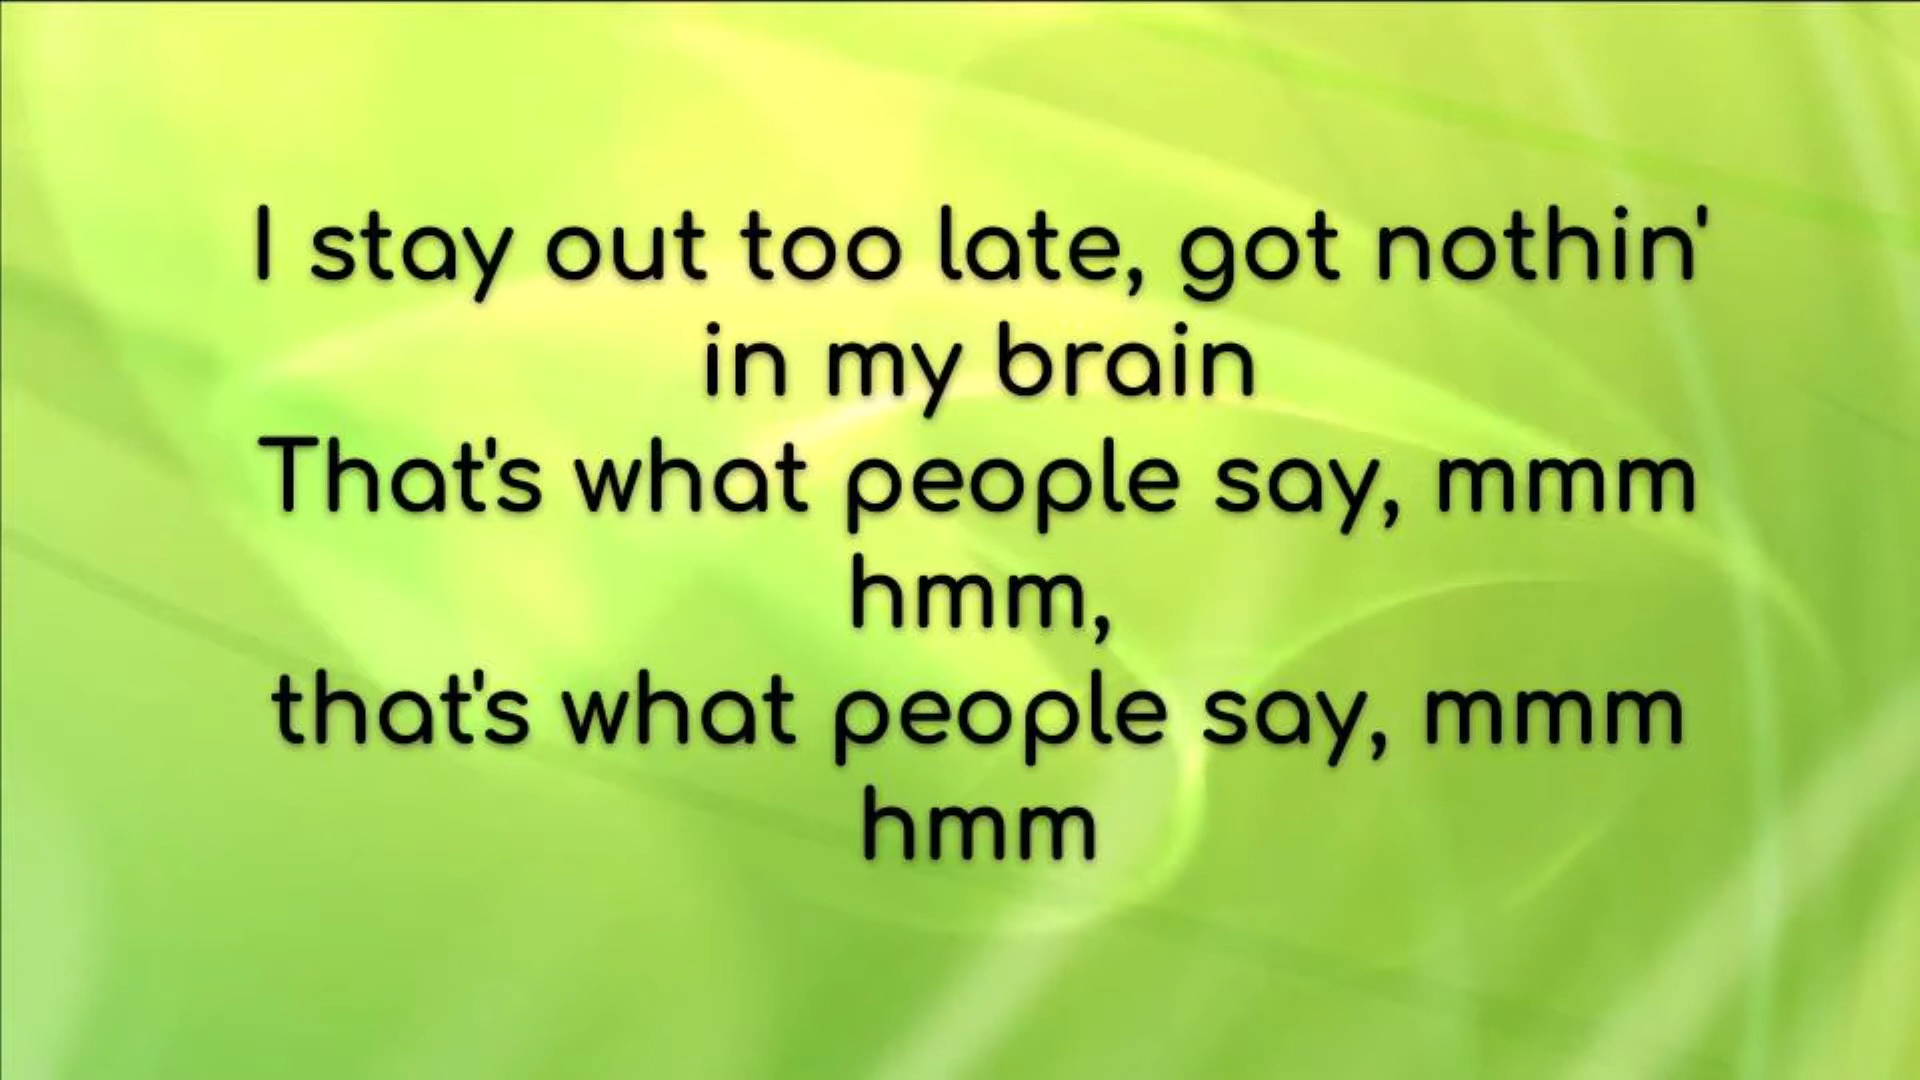 I stay out too late, got nothin'
in my brain
That's what people say, mmm
hmm,
that's what people say, mmm
hmm